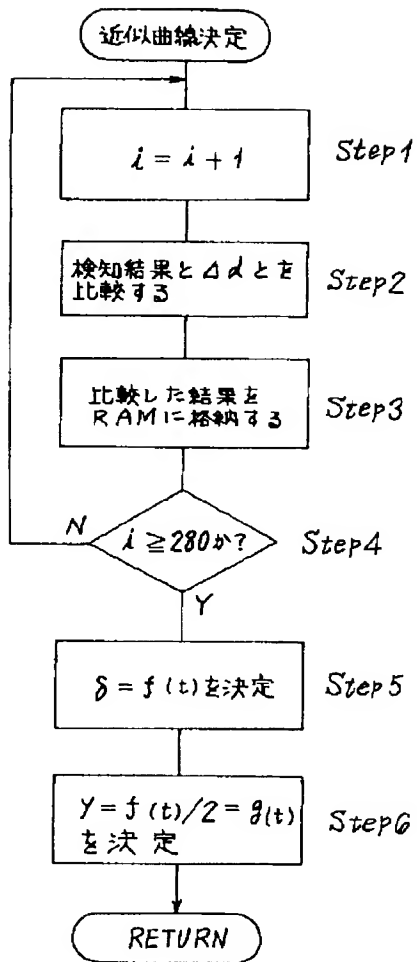 近似曲線決定
i = i + 1
Step1
検知結果とΔdとを
比較する
Step2
比較した結果を
RAMに格納する
Step3
N
i ≧ 280か?
Step4
Y
δ = f(t)を決定
Step5
Y = f(t)/2 = g(t)
を決定
Step6
RETURN